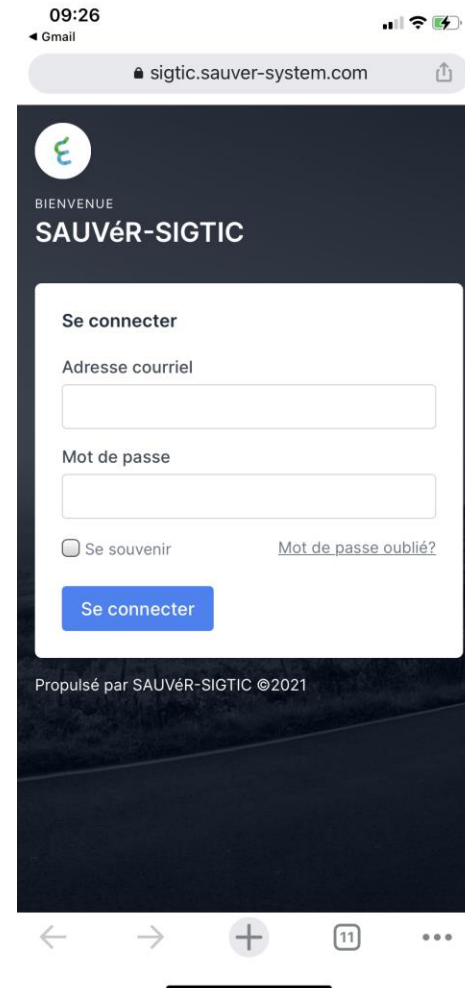 09:26
◀ Gmail
sigtic.sauver-system.com
BIENVENUE
SAUVéR-SIGTIC
Se connecter
Adresse courriel
Mot de passe
Se souvenir Mot de passe oublié?
Se connecter
Propulsé par SAUVéR-SIGTIC ©2021
11